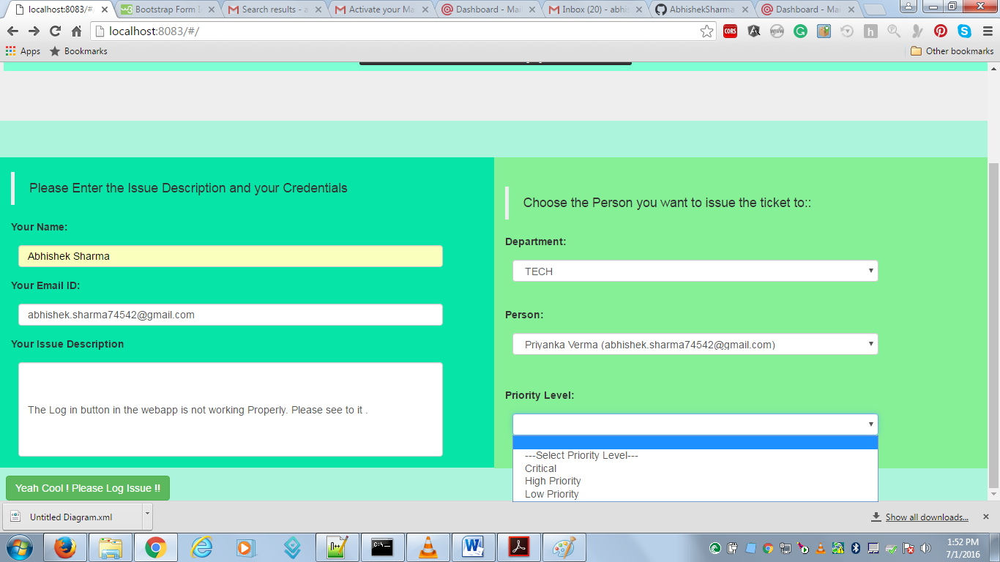 localhost:8083/#/
Bootstrap Form I
Search results - a
Activate your Ma
Dashboard - Mai
Inbox (20) - abhi
AbhishekSharma
Dashboard - Mai
localhost:8083/#/
CORS
Apps
Bookmarks
Other bookmarks
Please Enter the Issue Description and your Credentials
Your Name:
Abhishek Sharma
Your Email ID:
abhishek.sharma74542@gmail.com
Your Issue Description
The Log in button in the webapp is not working Properly. Please see to it .
Choose the Person you want to issue the ticket to::
Department:
TECH
Person:
Priyanka Verma (abhishek.sharma74542@gmail.com)
Priority Level:
---Select Priority Level---
Critical
High Priority
Low Priority
Yeah Cool ! Please Log Issue !!
Untitled Diagram.xml
Show all downloads...
1:52 PM
7/1/2016